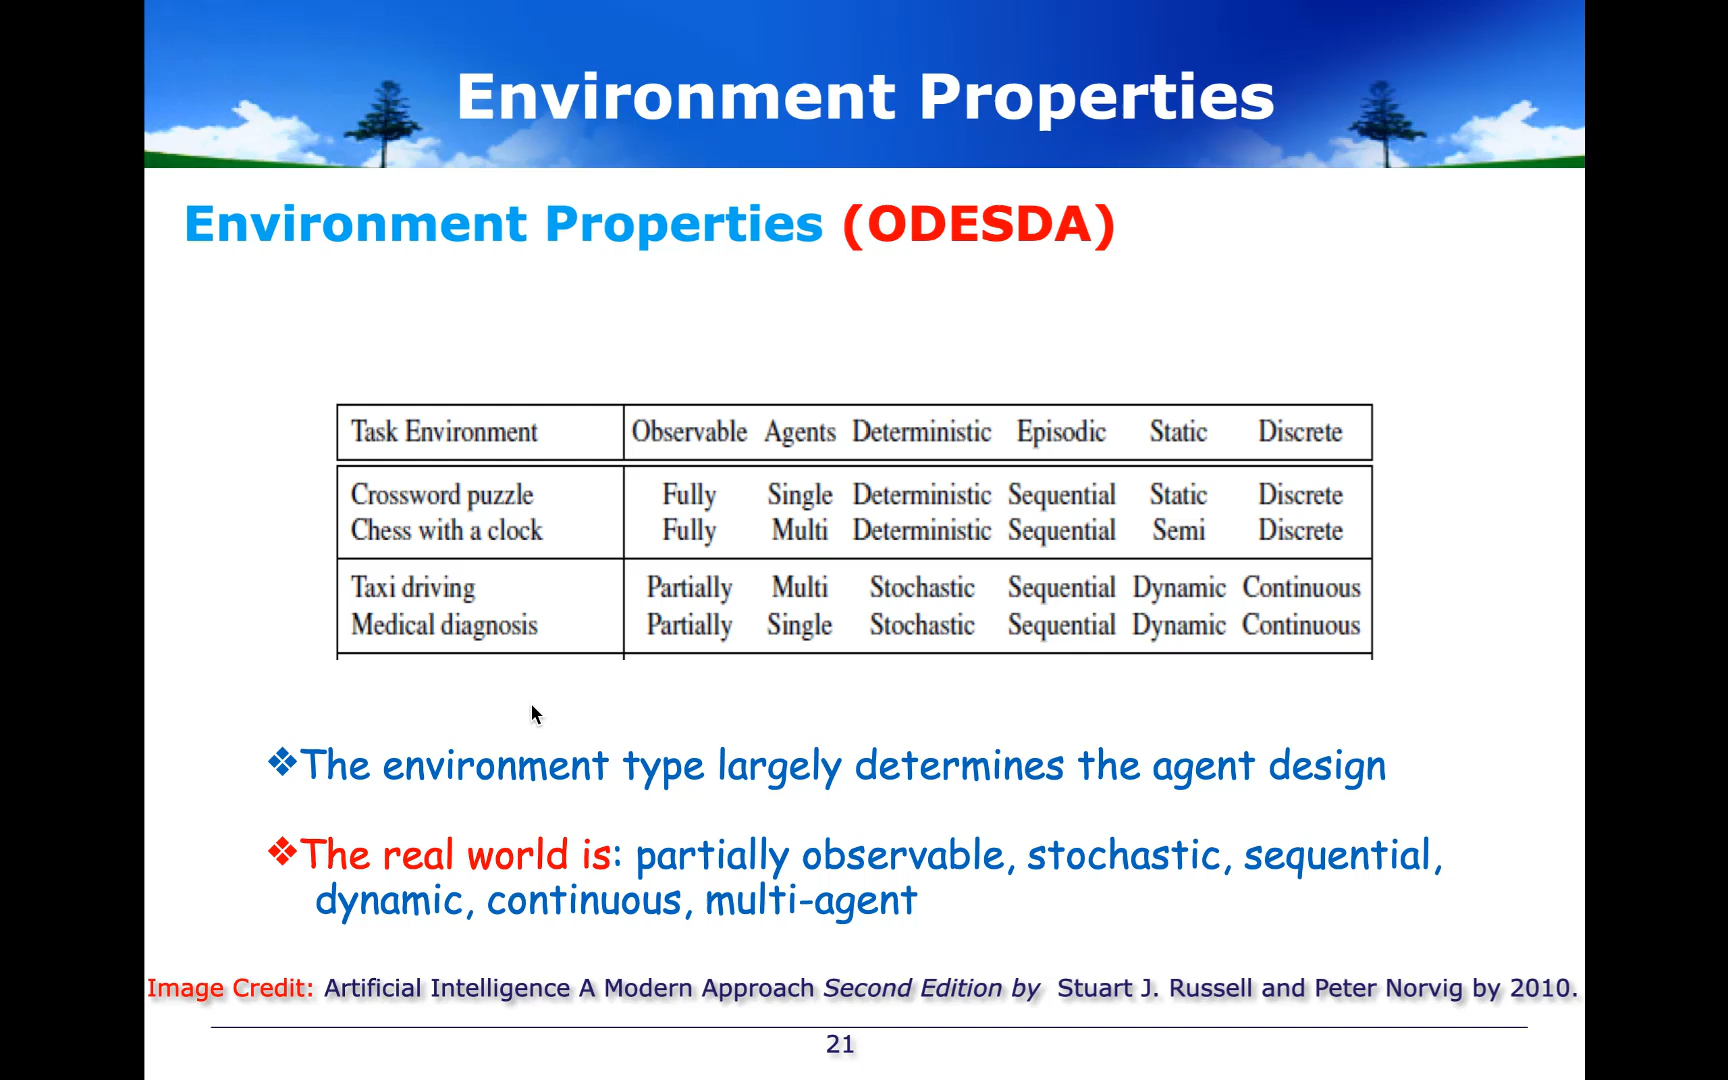 Environment Properties
Environment Properties (ODESDA)
Task Environment Observable Agents Deterministic Episodic Static Discrete
Crossword puzzle Fully Single Deterministic Sequential Static Discrete
Chess with a clock Fully Multi Deterministic Sequential Semi Discrete
Taxi driving Partially Multi Stochastic Sequential Dynamic Continuous
Medical diagnosis Partially Single Stochastic Sequential Dynamic Continuous
❖The environment type largely determines the agent design
❖The real world is: partially observable, stochastic, sequential,
dynamic, continuous, multi-agent
Image Credit: Artificial Intelligence A Modern Approach Second Edition by Stuart J. Russell and Peter Norvig by 2010.
21